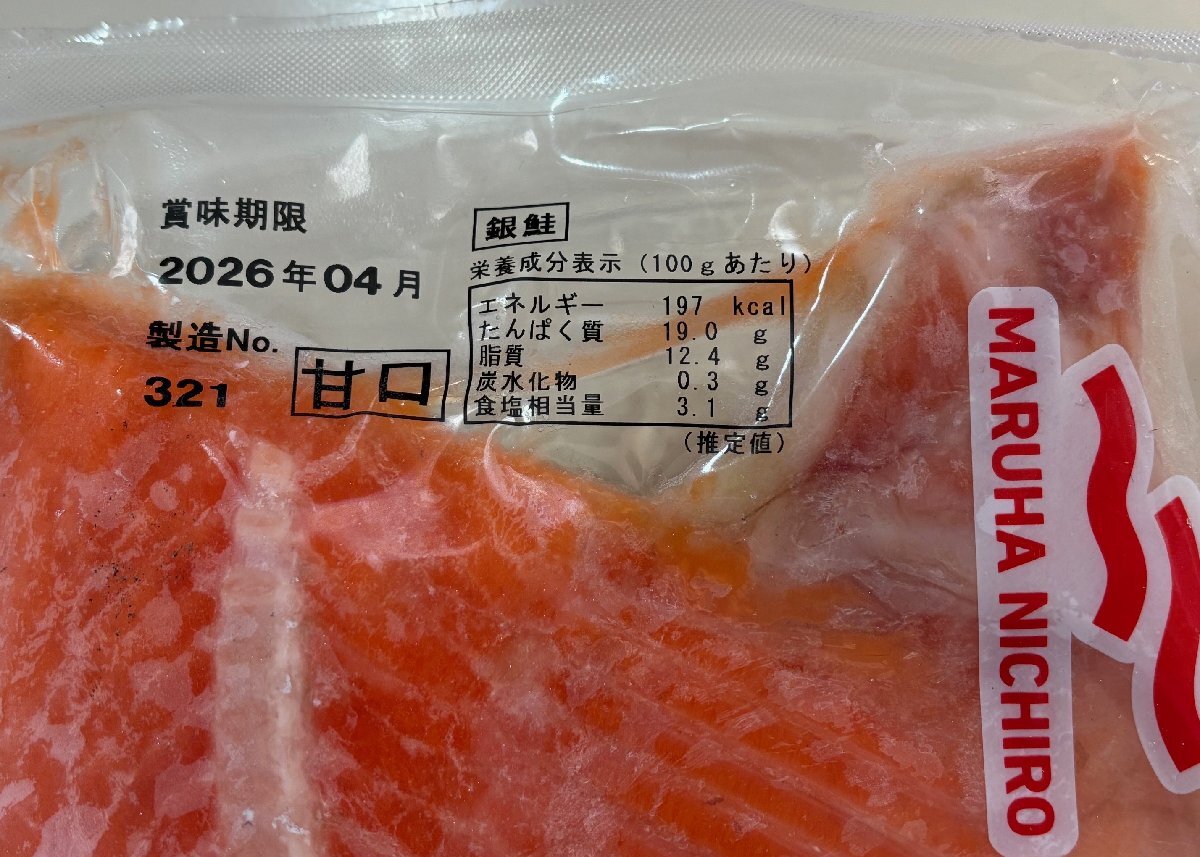 賞味期限
2026年04月
製造No.
321
甘口
銀鮭
栄養成分表示 (100gあたり)
エネルギー 197 kcal
たんぱく質 19.0 g
脂質 12.4 g
炭水化物 0.3 g
食塩相当量 3.1 g
(推定値)
MARUHA NICHIRO